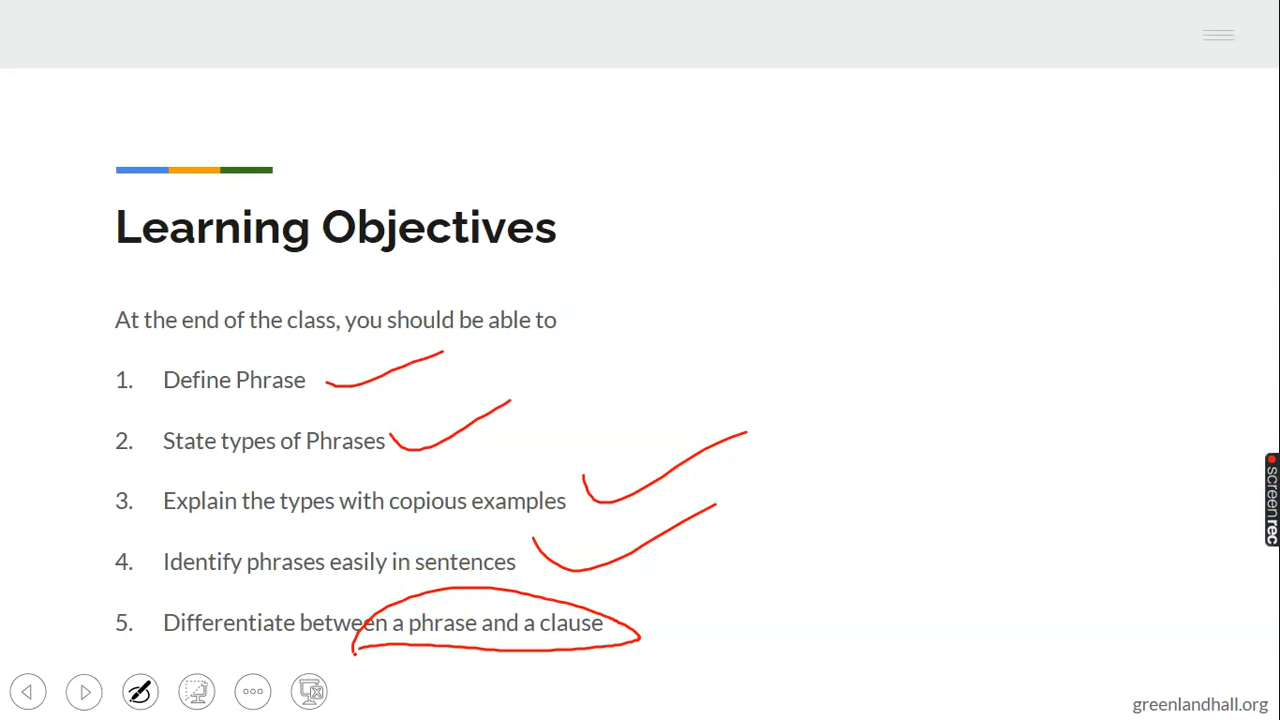 Learning Objectives
At the end of the class, you should be able to
1. Define Phrase
2. State types of Phrases
3. Explain the types with copious examples
4. Identify phrases easily in sentences
5. Differentiate between a phrase and a clause
screenrec
greenlandhall.org